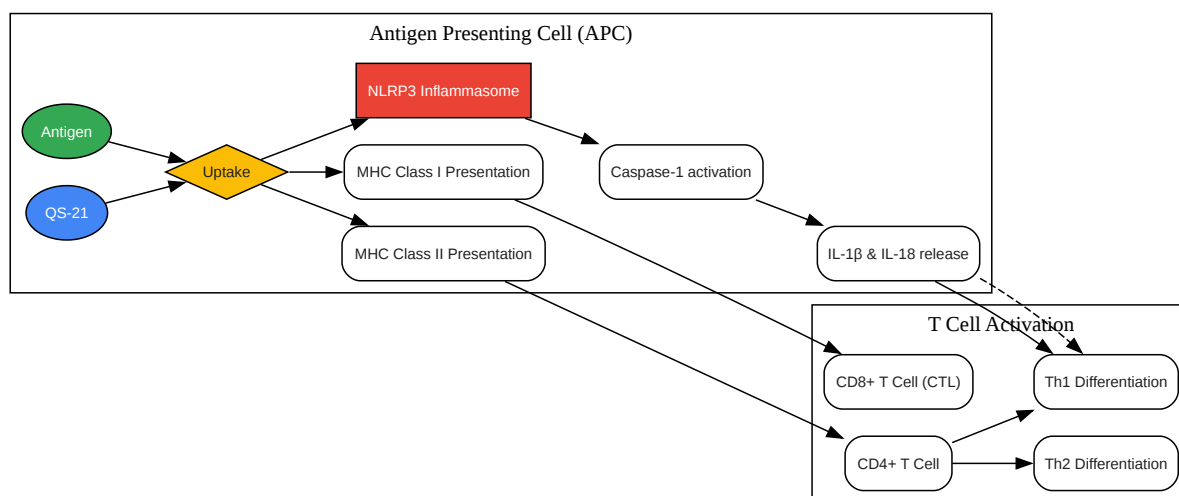 Antigen Presenting Cell (APC)
NLRP3 Inflammasome
Antigen
Uptake
MHC Class I Presentation
Caspase-1 activation
QS-21
MHC Class II Presentation
IL-1β & IL-18 release
T Cell Activation
CD8+ T Cell (CTL)
Th1 Differentiation
CD4+ T Cell
Th2 Differentiation